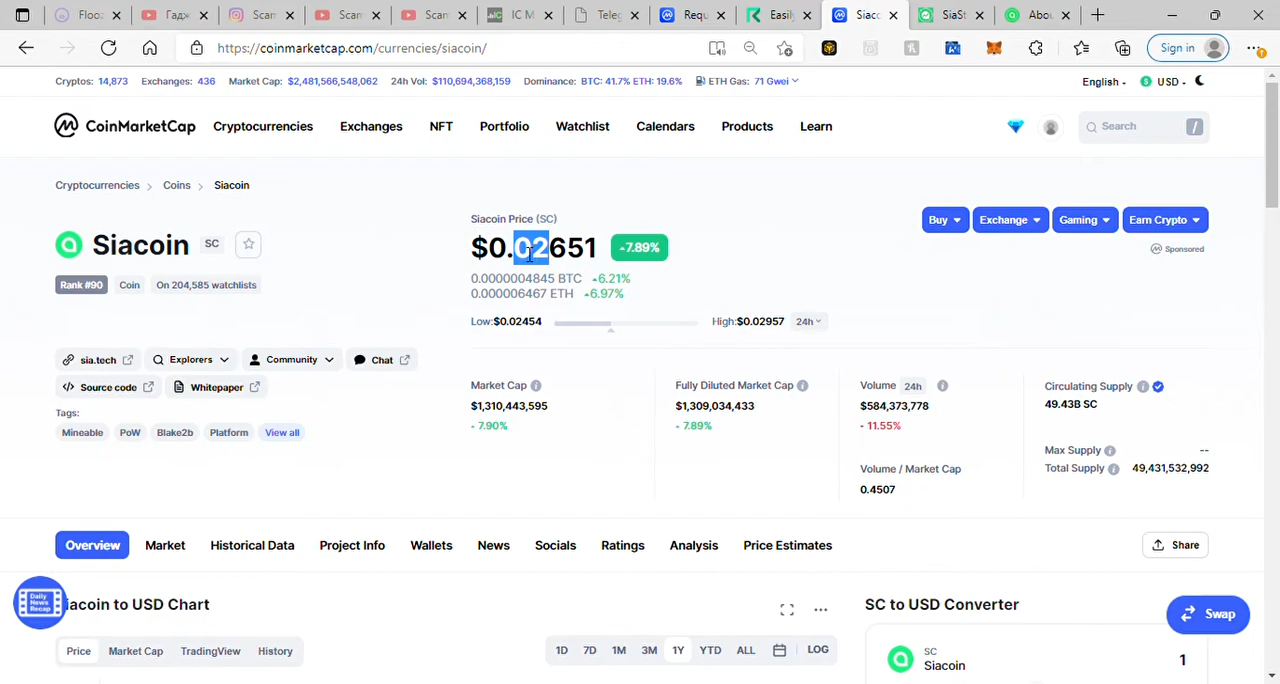 Flooz
Гадж
Scam
Scam
Scam
IC M
Teleg
Requ
Easily
Siaco
SiaSt
Abou
https://coinmarketcap.com/currencies/siacoin/
Sign in
Cryptos: 14,873 Exchanges: 436 Market Cap: $2,481,566,548,062 24h Vol: $110,694,368,159 Dominance: BTC: 41.7% ETH: 19.6% ETH Gas: 71 Gwei
English USD
CoinMarketCap Cryptocurrencies Exchanges NFT Portfolio Watchlist Calendars Products Learn
Search /
Cryptocurrencies Coins Siacoin
Siacoin Price (SC)
Buy Exchange Gaming Earn Crypto
Siacoin SC
$0.02651 7.89%
Sponsored
0.0000004845 BTC 6.21%
Rank #90 Coin On 204,585 watchlists
0.000006467 ETH 6.97%
Low:$0.02454 High:$0.02957 24h
sia.tech Explorers Community Chat
Source code Whitepaper
Tags:
Mineable PoW Blake2b Platform View all
Market Cap
$1,310,443,595
7.90%
Fully Diluted Market Cap
$1,309,034,433
7.89%
Volume 24h
$584,373,778
11.55%
Volume / Market Cap
0.4507
Circulating Supply
49.43B SC
Max Supply --
Total Supply 49,431,532,992
Overview Market Historical Data Project Info Wallets News Socials Ratings Analysis Price Estimates
Share
Daily
News
Recap
iacoin to USD Chart
SC to USD Converter
Swap
Price Market Cap TradingView History
1D 7D 1M 3M 1Y YTD ALL LOG
SC
Siacoin
1